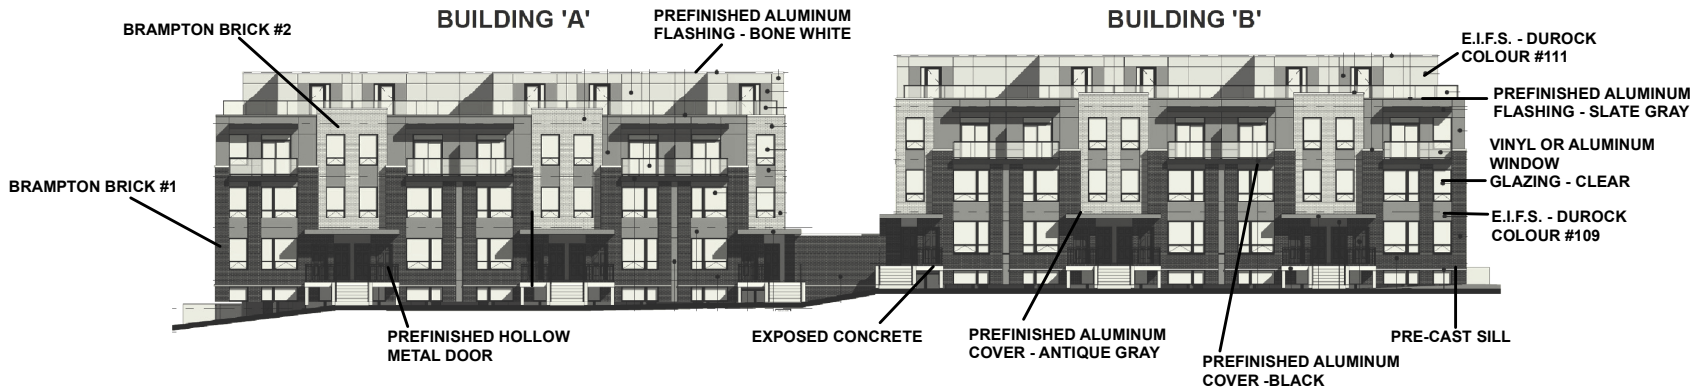 BUILDING 'A'
BUILDING 'B'
BRAMPTON BRICK #2
PREFINISHED ALUMINUM
FLASHING - BONE WHITE
E.I.F.S. - DUROCK
COLOUR #111
PREFINISHED ALUMINUM
FLASHING - SLATE GRAY
VINYL OR ALUMINUM
WINDOW
GLAZING - CLEAR
BRAMPTON BRICK #1
E.I.F.S. - DUROCK
COLOUR #109
PREFINISHED HOLLOW
METAL DOOR
EXPOSED CONCRETE
PREFINISHED ALUMINUM
COVER - ANTIQUE GRAY
PREFINISHED ALUMINUM
COVER -BLACK
PRE-CAST SILL